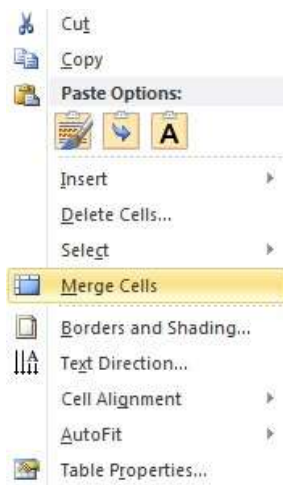 Cut
Copy
Paste Options:
A
Insert
Delete Cells...
Select
Merge Cells
Borders and Shading...
A
Text Direction...
Cell Alignment
AutoFit
Table Properties...